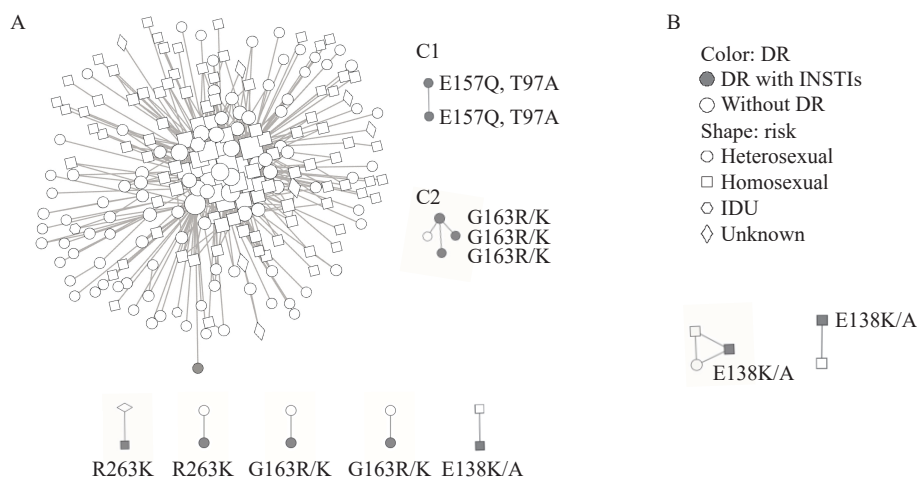 A
B
C1
E157Q, T97A
E157Q, T97A
C2
G163R/K
G163R/K
G163R/K
Color: DR
DR with INSTIs
Without DR
Shape: risk
Heterosexual
Homosexual
IDU
Unknown
E138K/A
E138K/A
R263K
R263K
G163R/K
G163R/K
E138K/A